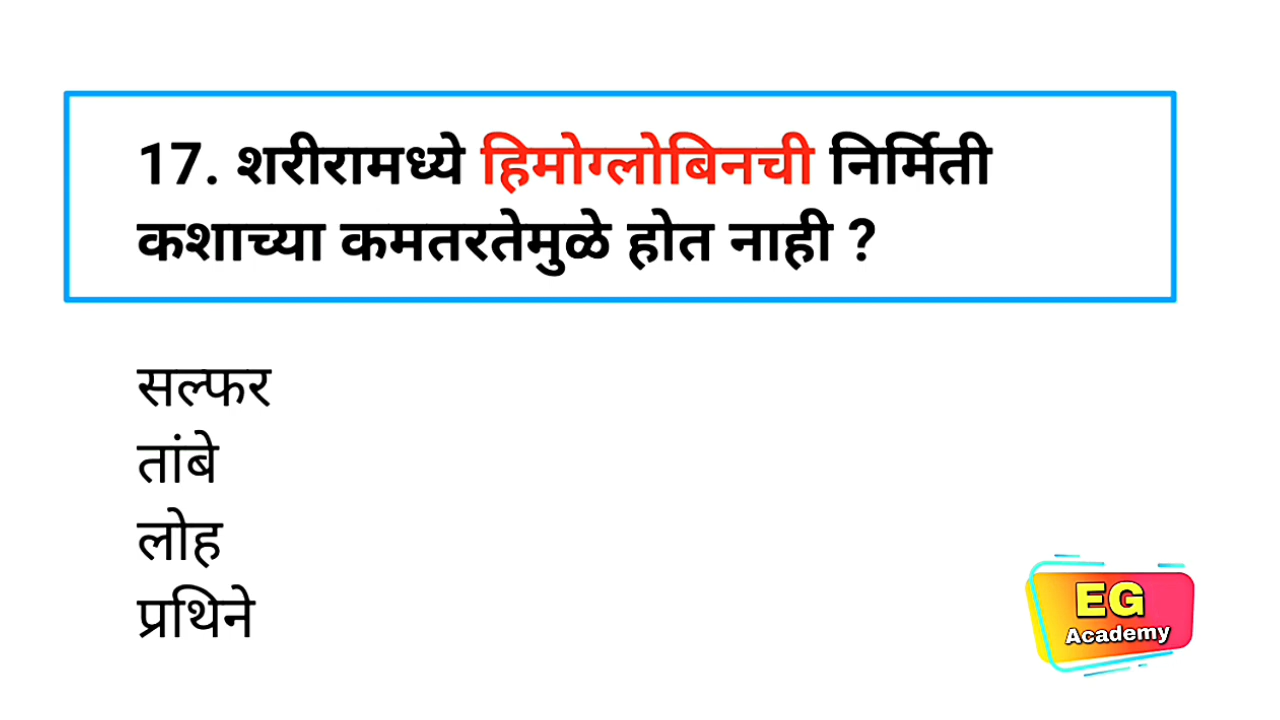 17. शरीरामध्ये हिमोग्लोबिनची निर्मिती
कशाच्या कमतरतेमुळे होत नाही ?
सल्फर
तांबे
लोह
प्रथिने
EG
Academy